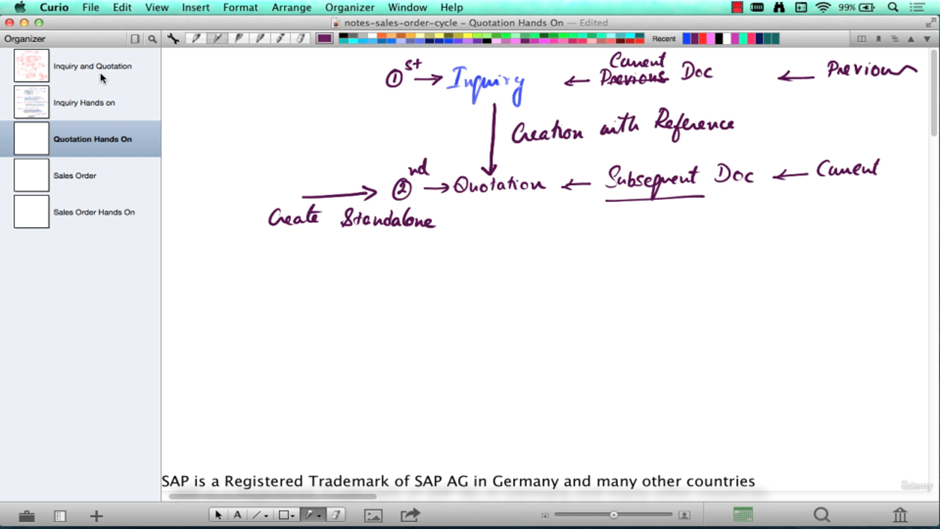 Curio File Edit View Insert Format Arrange Organizer Window Help 99%
notes-sales-order-cycle – Quotation Hands On — Edited
Organizer
Recent
Inquiry and Quotation
Inquiry Hands on
Quotation Hands On
Sales Order
Sales Order Hands On
Current
① st → Inquiry ← Previous Doc ← Previous
Creation with Reference
② nd → Quotation ← Subsequent Doc ← Current
Create Standalone
SAP is a Registered Trademark of SAP AG in Germany and many other countries
Udemy
A